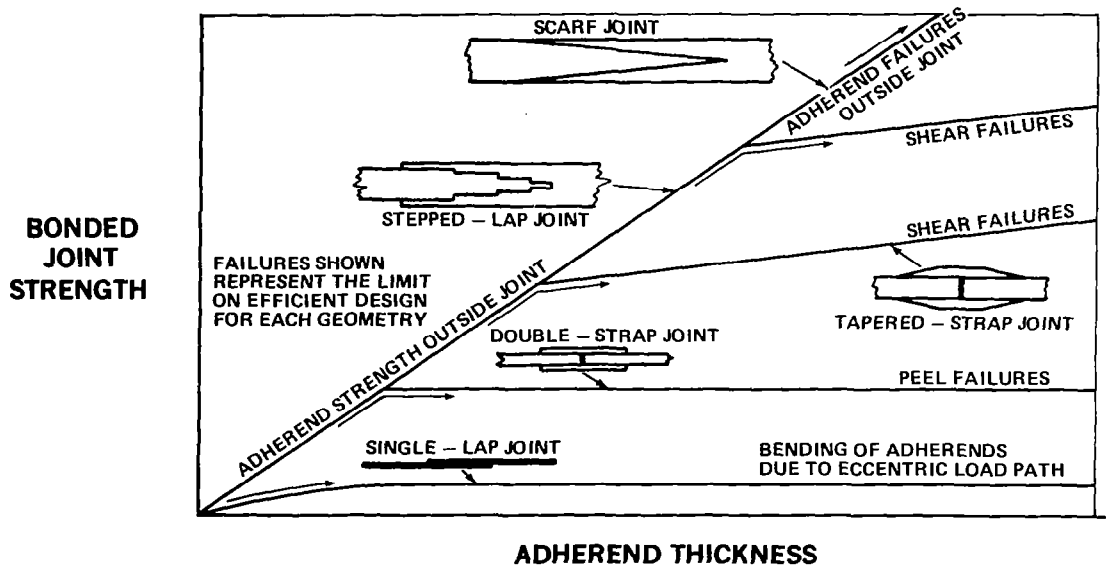 SCARF JOINT
ADHEREND FAILURES
OUTSIDE JOINT
SHEAR FAILURES
STEPPED – LAP JOINT
SHEAR FAILURES
BONDED
JOINT
STRENGTH
FAILURES SHOWN
REPRESENT THE LIMIT
ON EFFICIENT DESIGN
FOR EACH GEOMETRY
ADHEREND STRENGTH OUTSIDE JOINT
TAPERED – STRAP JOINT
DOUBLE – STRAP JOINT
PEEL FAILURES
SINGLE – LAP JOINT
BENDING OF ADHERENDS
DUE TO ECCENTRIC LOAD PATH
ADHEREND THICKNESS